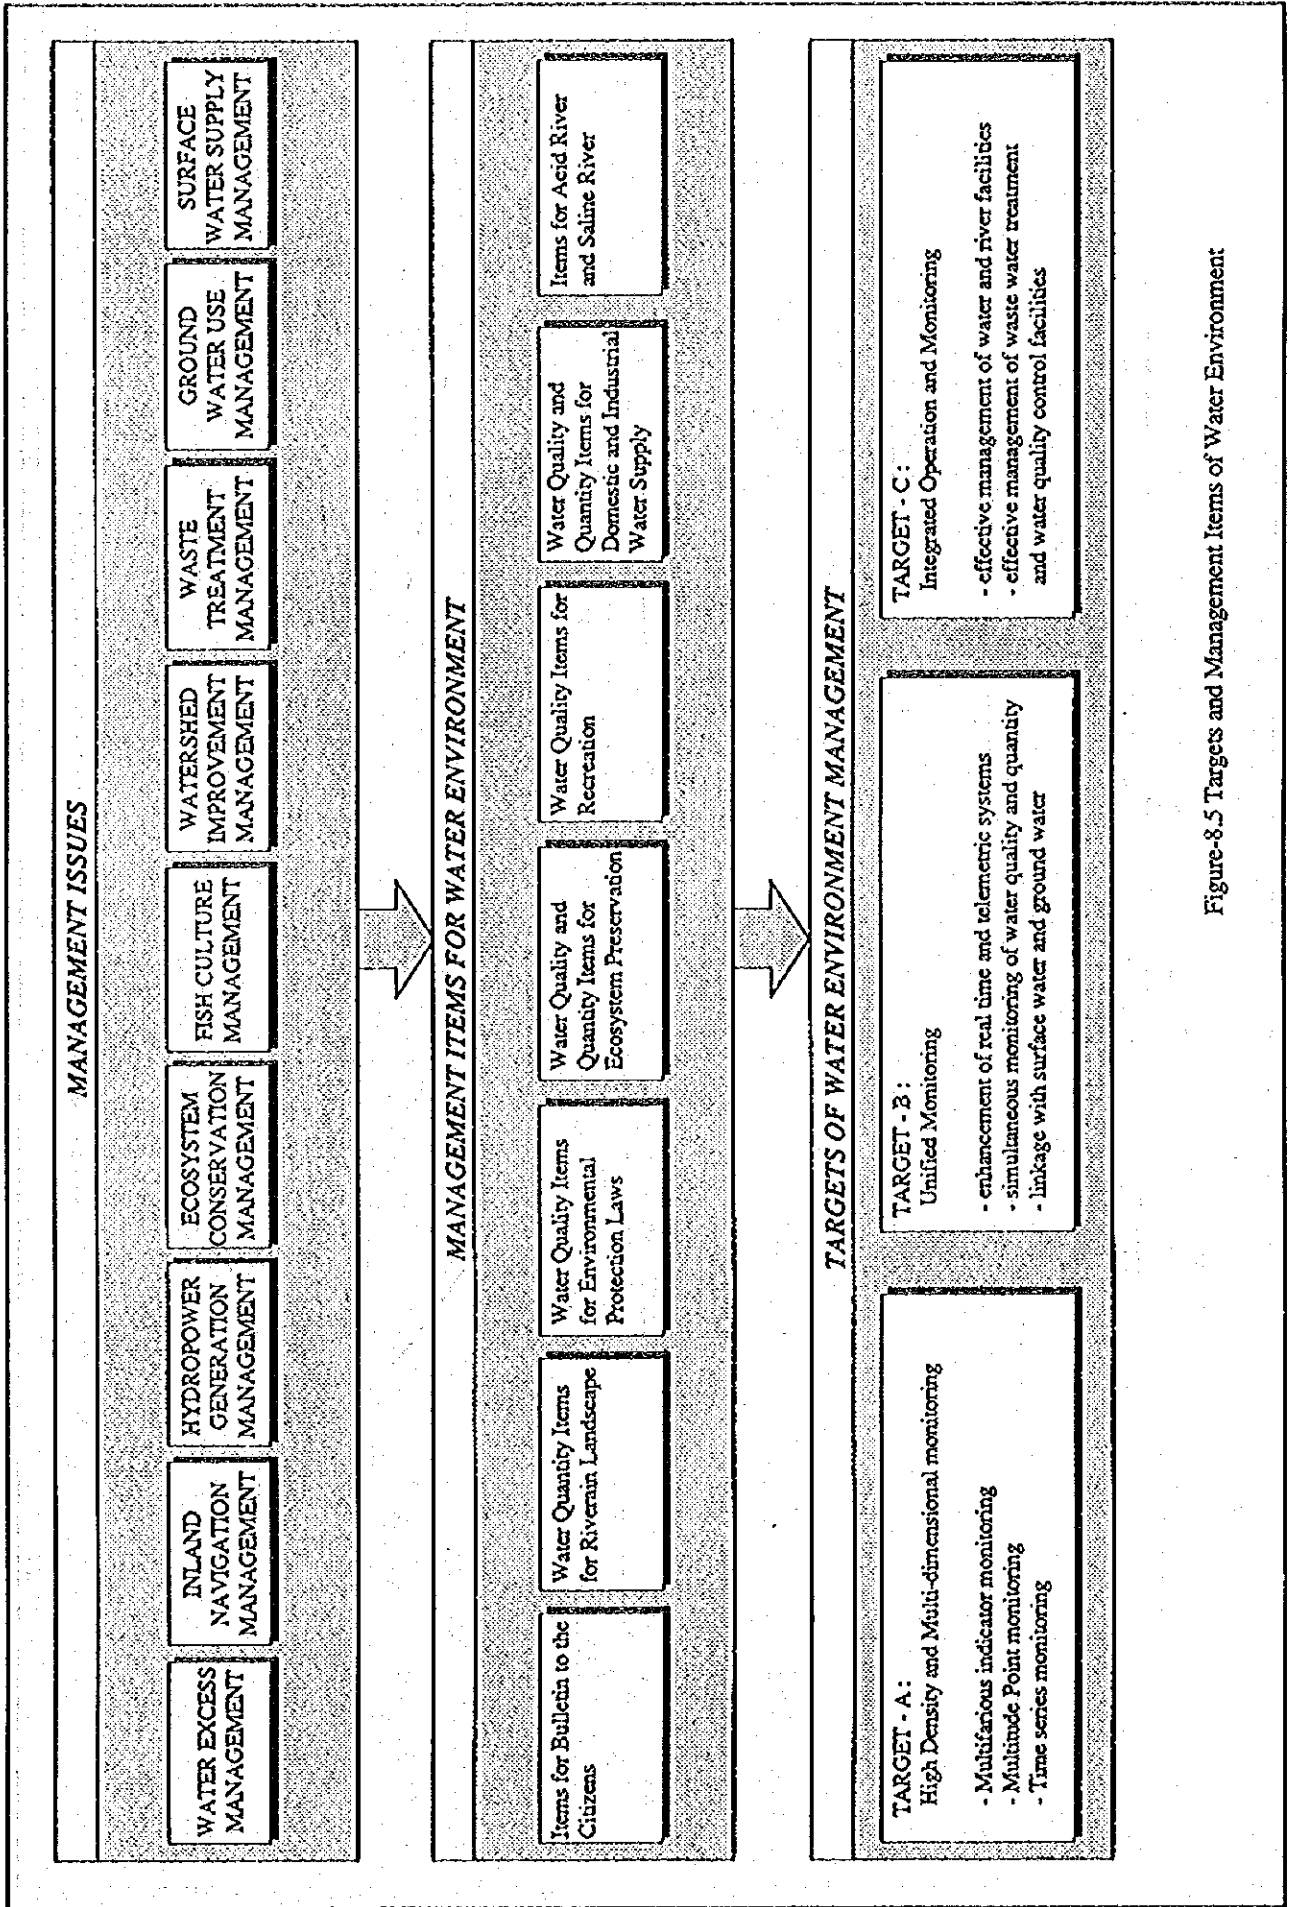 MANAGEMENT ISSUES
WATER EXCESS
MANAGEMENT
INLAND
NAVIGATION
MANAGEMENT
HYDROPOWER
GENERATION
MANAGEMENT
ECOSYSTEM
CONSERVATION
MANAGEMENT
FISH CULTURE
MANAGEMENT
WATERSHED
IMPROVEMENT
MANAGEMENT
WASTE
TREATMENT
MANAGEMENT
GROUND
WATER USE
MANAGEMENT
SURFACE
WATER SUPPLY
MANAGEMENT
MANAGEMENT ITEMS FOR WATER ENVIRONMENT
Items for Bulletin to the
Citizens
Water Quantity Items
for Riverain Landscape
Water Quality Items
for Environmental
Protection Laws
Water Quality and
Quantity Items for
Ecosystem Preservation
Water Quality Items for
Recreation
Water Quality and
Quantity Items for
Domestic and Industrial
Water Supply
Items for Acid River
and Saline River
TARGETS OF WATER ENVIRONMENT MANAGEMENT
TARGET - A :
High Density and Multi-dimensional monitoring
- Multifarious indicator monitoring
- Multitude Point monitoring
- Time series monitoring
TARGET - B :
Unified Monitoring
- enhancement of real time and telemetric systems
- simultaneous monitoring of water quality and quantity
- linkage with surface water and ground water
TARGET - C :
Integrated Operation and Monitoring
- effective management of water and river facilities
- effective management of waste water treatment
and water quality control facilities
Figure-8.5 Targets and Management Items of Water Environment